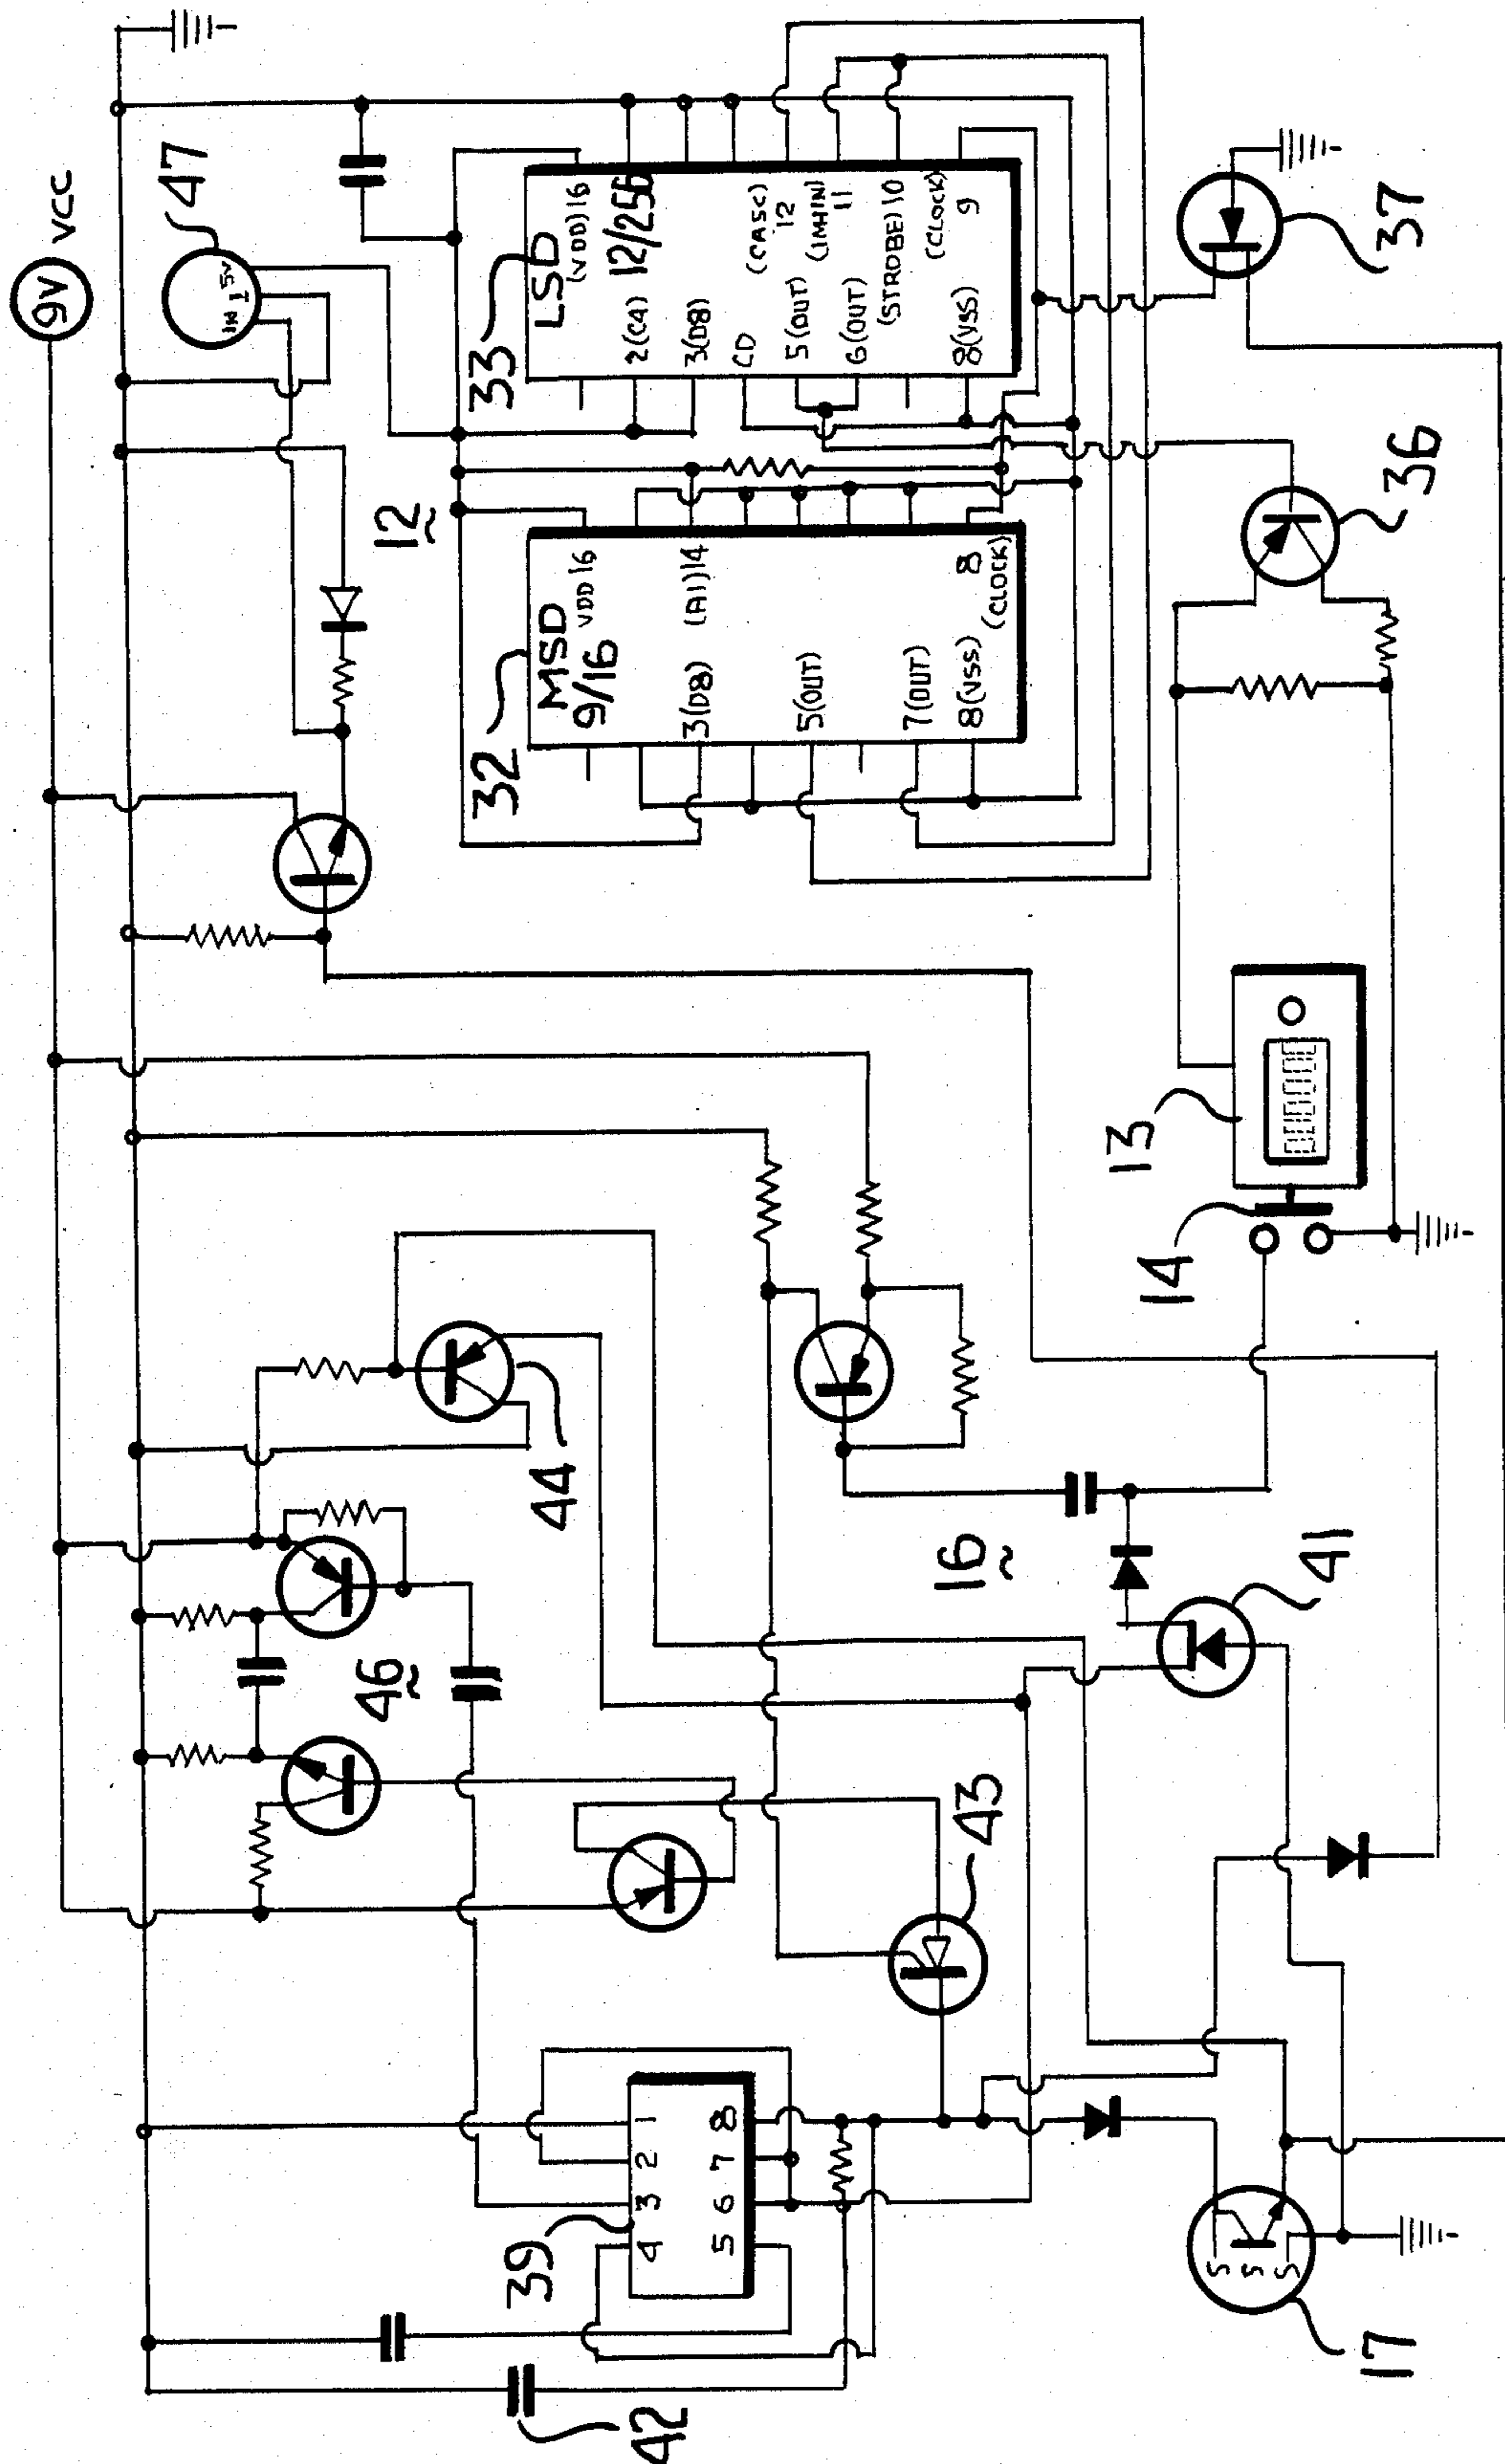 9V VCC
47
IN ⊥ 5V
12
33
LSD
(VDD) 16
2(C4) 12/256
3(D8)
CD
(CASC)
5(OUT) 12
(INHIN)
6(OUT) 11
(STROBE) 10
(CLOCK)
8(VSS) 9
32
MSD
9/16
VDD 16
3(D8) (A1) 14
5(OUT)
7(OUT)
8(VSS) 8
(CLOCK)
37
36
13
14
44
46
16
41
43
39
4 3 2 1
5 6 7 8
42
17
S
S
S